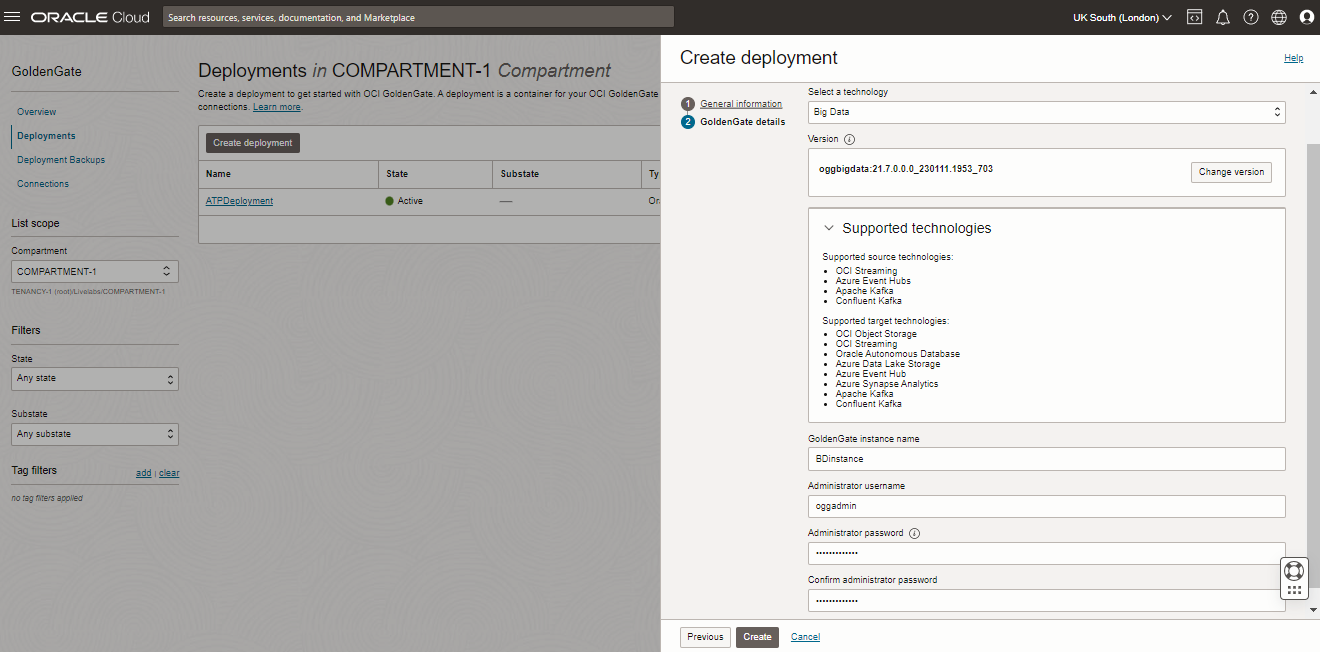 ORACLE Cloud
Search resources, services, documentation, and Marketplace
UK South (London)
GoldenGate
Overview
Deployments
Deployment Backups
Connections
List scope
Compartment
COMPARTMENT-1
TENANCY-1 (root)/Livelabs/COMPARTMENT-1
Filters
State
Any state
Substate
Any substate
Tag filters
add | clear
no tag filters applied
Deployments in COMPARTMENT-1 Compartment
Create a deployment to get started with OCI GoldenGate. A deployment is a container for your OCI GoldenGate
connections. Learn more.
Create deployment
Name State Substate Ty
ATPDeployment Active — Or
Create deployment
Help
1 General information
2 GoldenGate details
Select a technology
Big Data
Version
oggbigdata:21.7.0.0.0_230111.1953_703
Change version
Supported technologies
Supported source technologies:
• OCI Streaming
• Azure Event Hubs
• Apache Kafka
• Confluent Kafka
Supported target technologies:
• OCI Object Storage
• OCI Streaming
• Oracle Autonomous Database
• Azure Data Lake Storage
• Azure Event Hub
• Azure Synapse Analytics
• Apache Kafka
• Confluent Kafka
GoldenGate instance name
BDinstance
Administrator username
oggadmin
Administrator password
•••••••••••••
Confirm administrator password
•••••••••••••
Previous Create Cancel